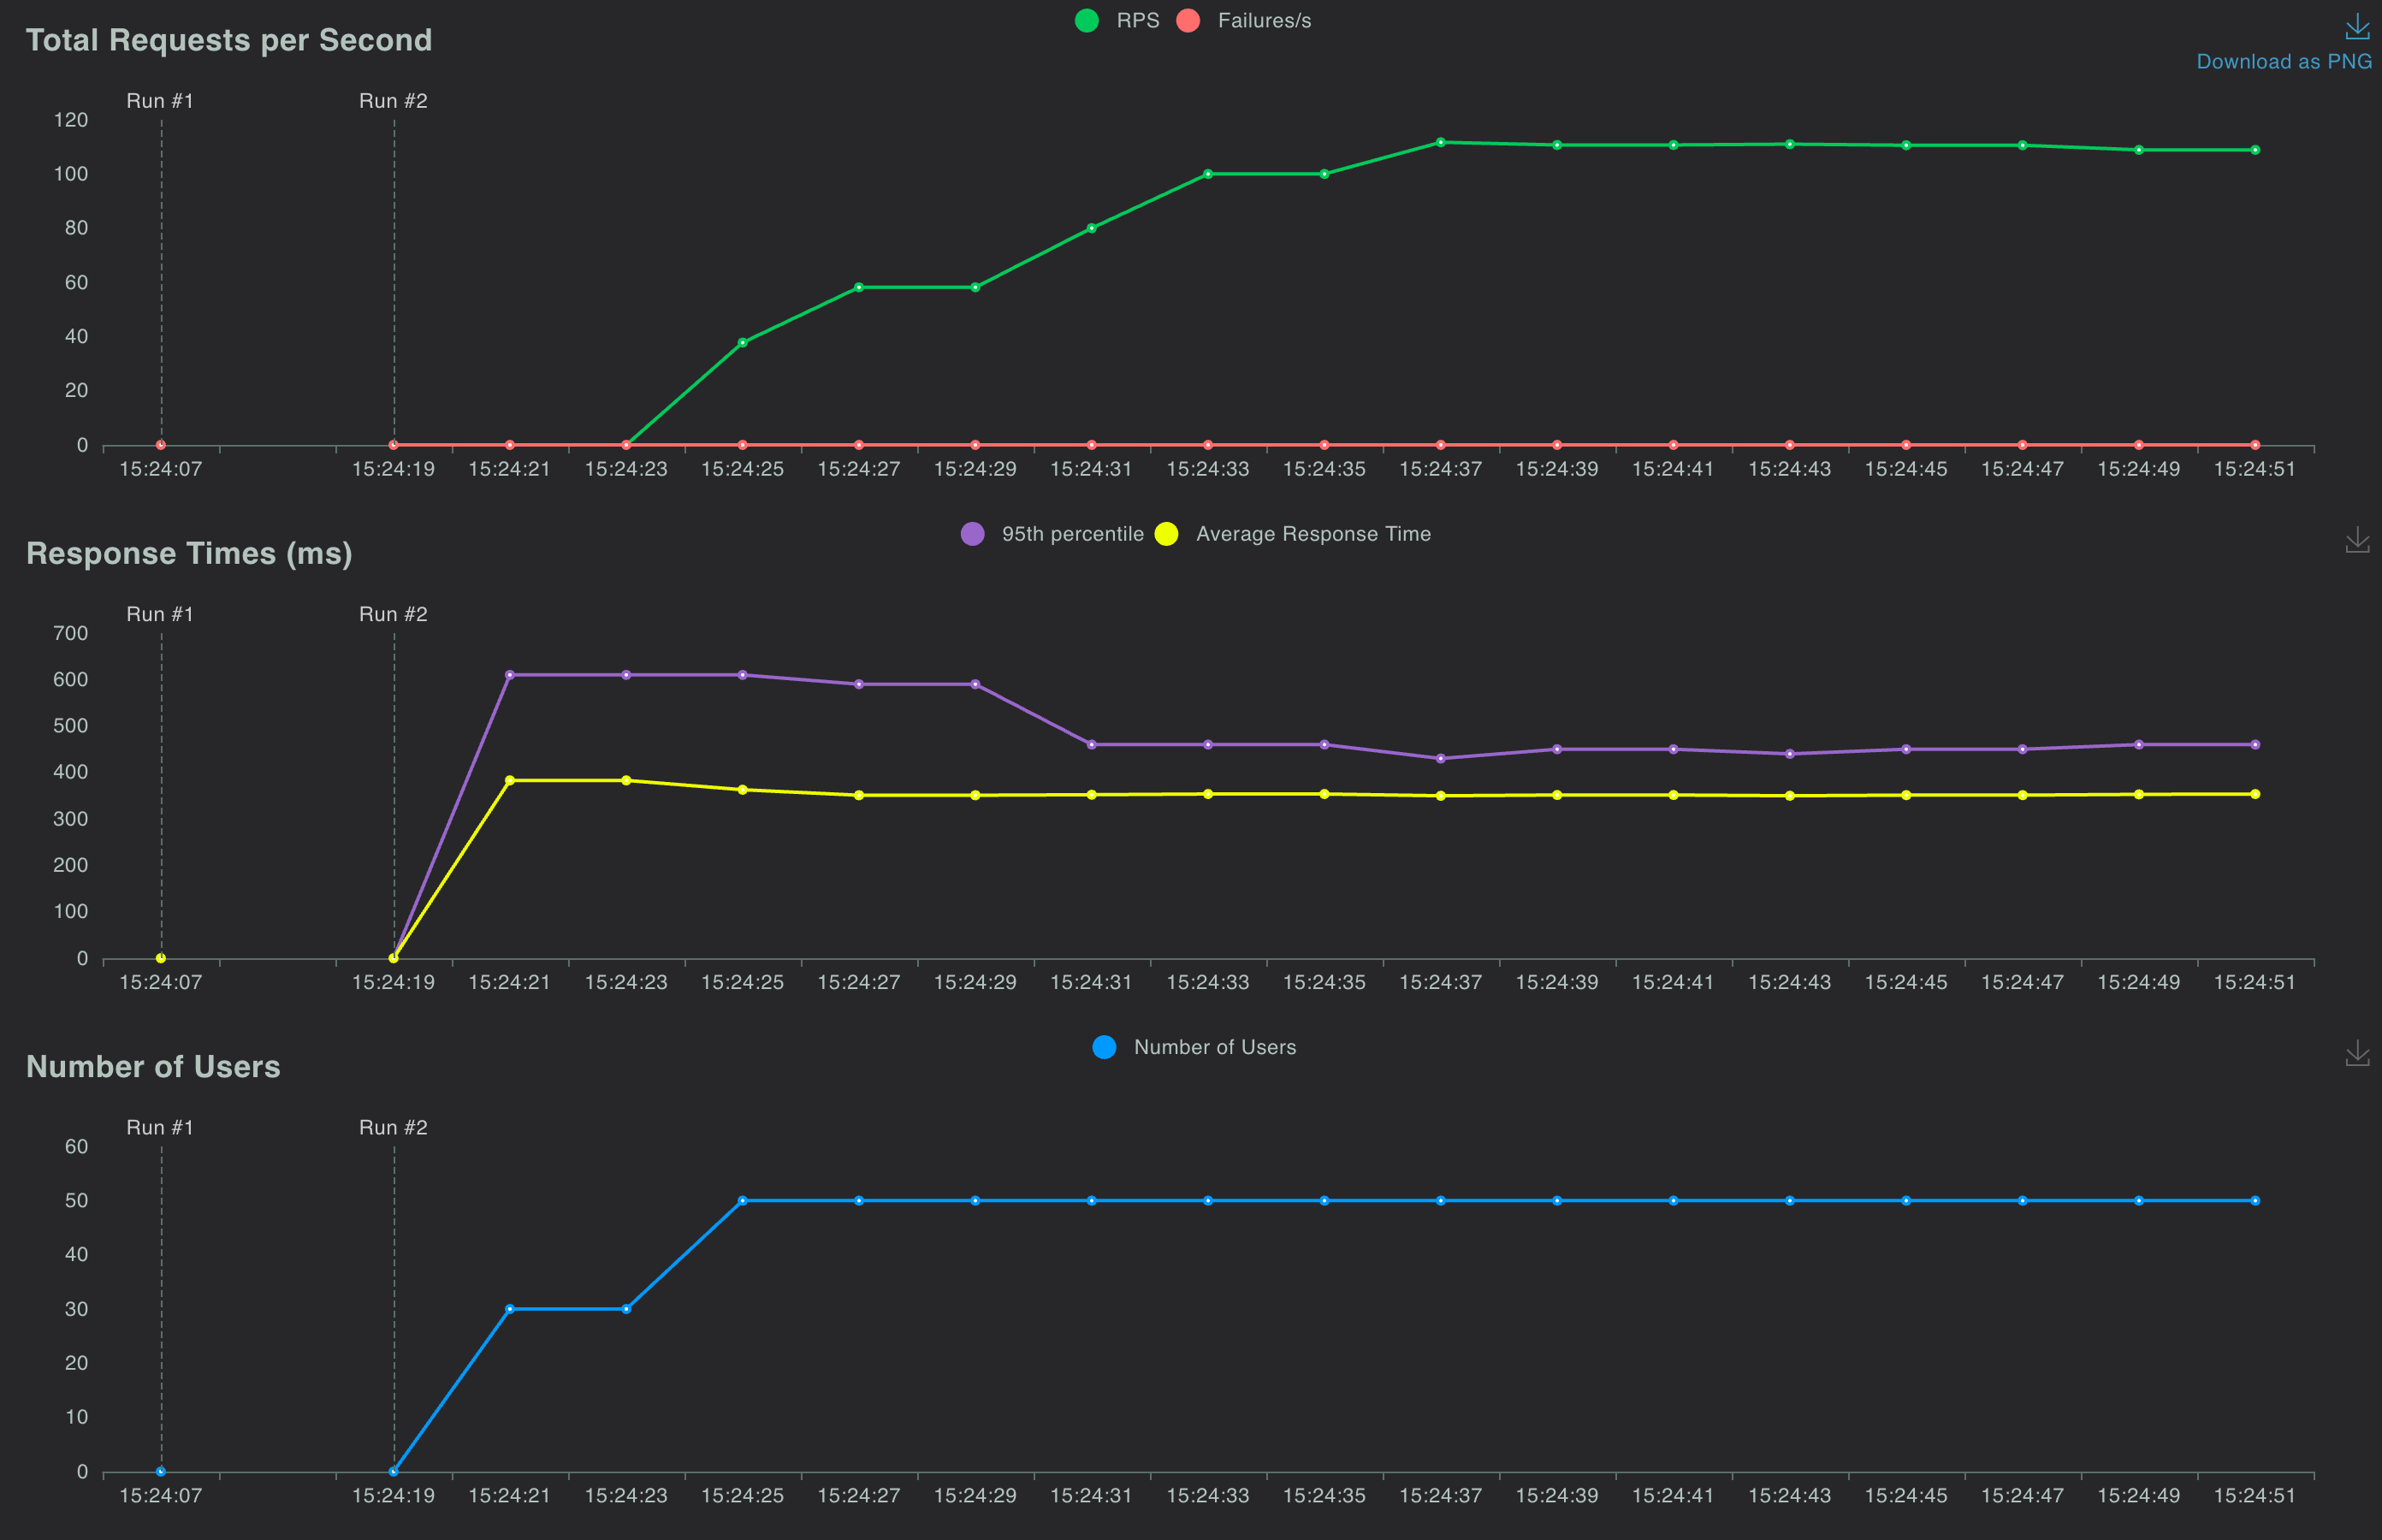 RPS Failures/s
Total Requests per Second
Download as PNG
Run #1 Run #2
120
100
80
60
40
20
0
15:24:07 15:24:19 15:24:21 15:24:23 15:24:25 15:24:27 15:24:29 15:24:31 15:24:33 15:24:35 15:24:37 15:24:39 15:24:41 15:24:43 15:24:45 15:24:47 15:24:49 15:24:51
95th percentile Average Response Time
Response Times (ms)
Run #1 Run #2
700
600
500
400
300
200
100
0
15:24:07 15:24:19 15:24:21 15:24:23 15:24:25 15:24:27 15:24:29 15:24:31 15:24:33 15:24:35 15:24:37 15:24:39 15:24:41 15:24:43 15:24:45 15:24:47 15:24:49 15:24:51
Number of Users
Number of Users
Run #1 Run #2
60
50
40
30
20
10
0
15:24:07 15:24:19 15:24:21 15:24:23 15:24:25 15:24:27 15:24:29 15:24:31 15:24:33 15:24:35 15:24:37 15:24:39 15:24:41 15:24:43 15:24:45 15:24:47 15:24:49 15:24:51